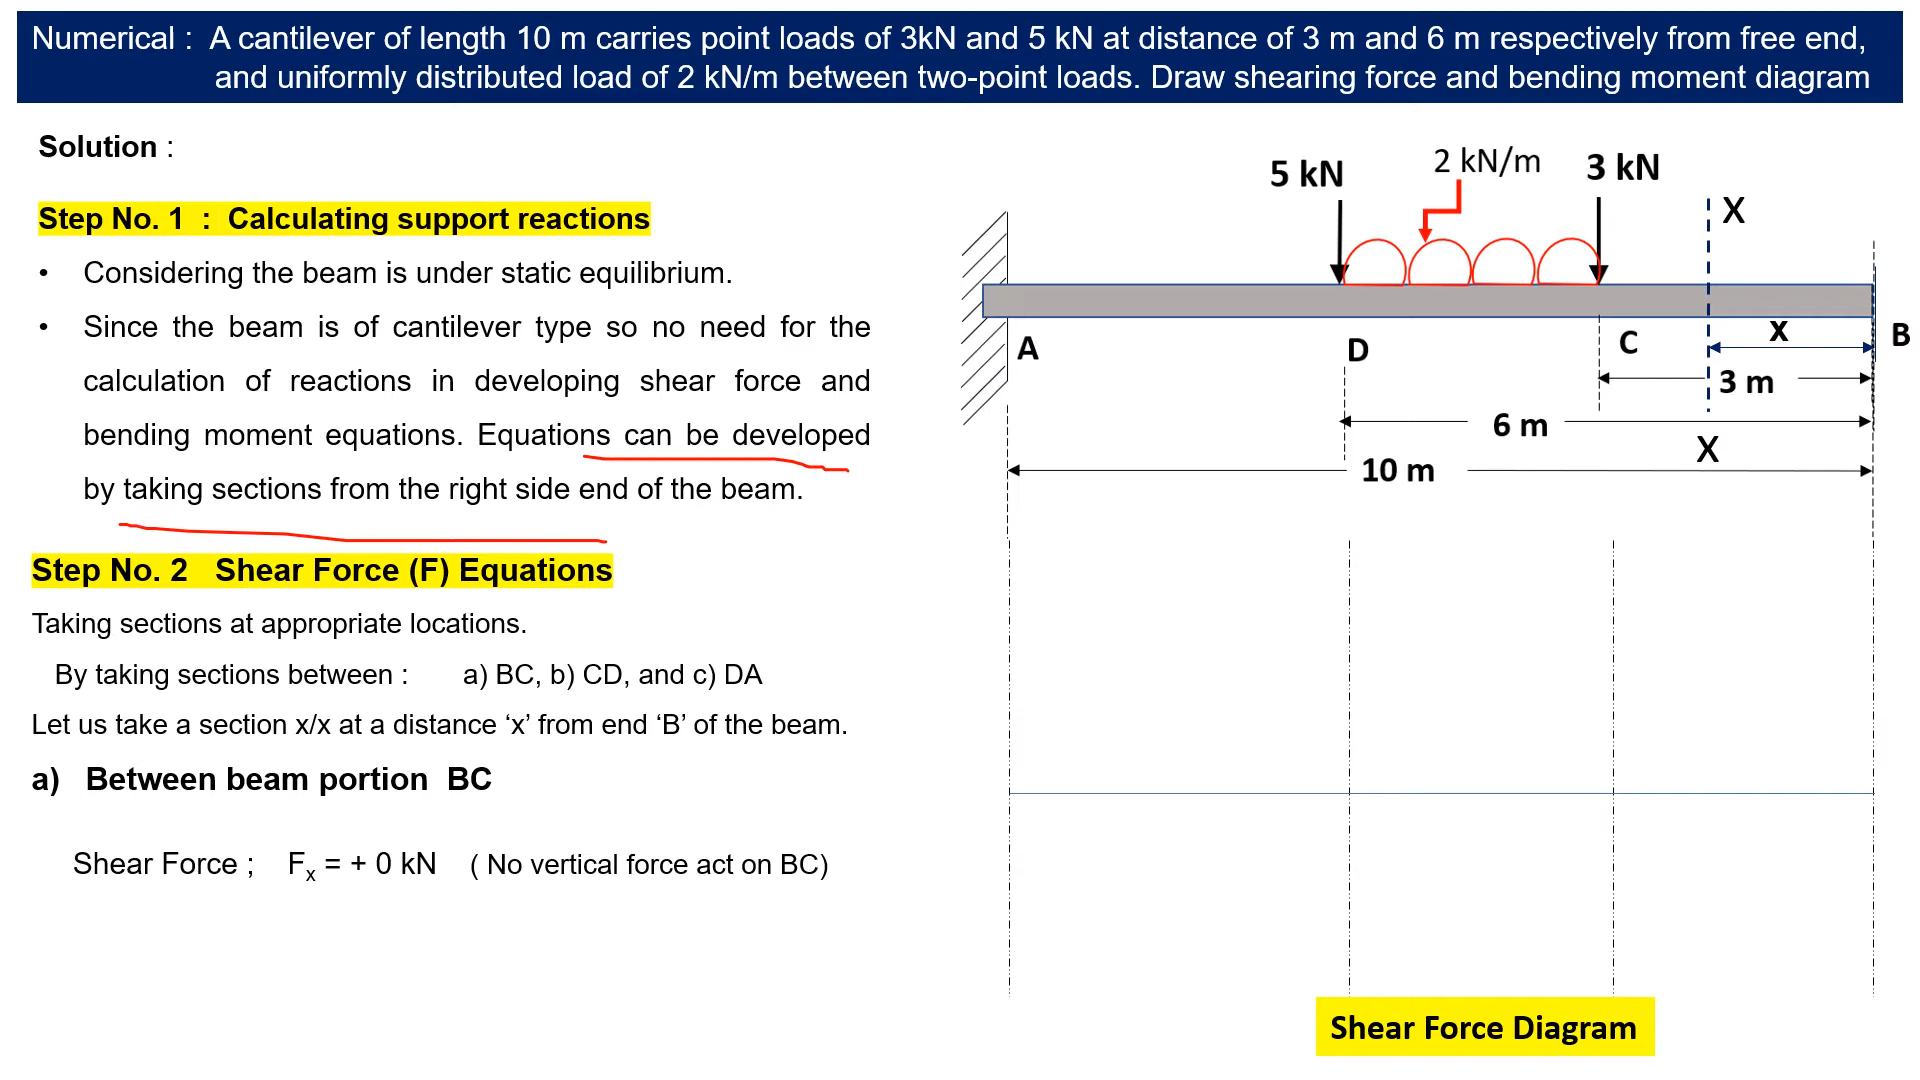 Numerical : A cantilever of length 10 m carries point loads of 3kN and 5 kN at distance of 3 m and 6 m respectively from free end,
and uniformly distributed load of 2 kN/m between two-point loads. Draw shearing force and bending moment diagram
Solution :
Step No. 1 : Calculating support reactions
• Considering the beam is under static equilibrium.
• Since the beam is of cantilever type so no need for the
calculation of reactions in developing shear force and
bending moment equations. Equations can be developed
by taking sections from the right side end of the beam.
Step No. 2 Shear Force (F) Equations
Taking sections at appropriate locations.
By taking sections between : a) BC, b) CD, and c) DA
Let us take a section x/x at a distance ‘x’ from end ‘B’ of the beam.
a) Between beam portion BC
Shear Force ; Fx = + 0 kN ( No vertical force act on BC)
5 kN
2 kN/m
3 kN
X
A
D
C
x
B
3 m
6 m
X
10 m
Shear Force Diagram